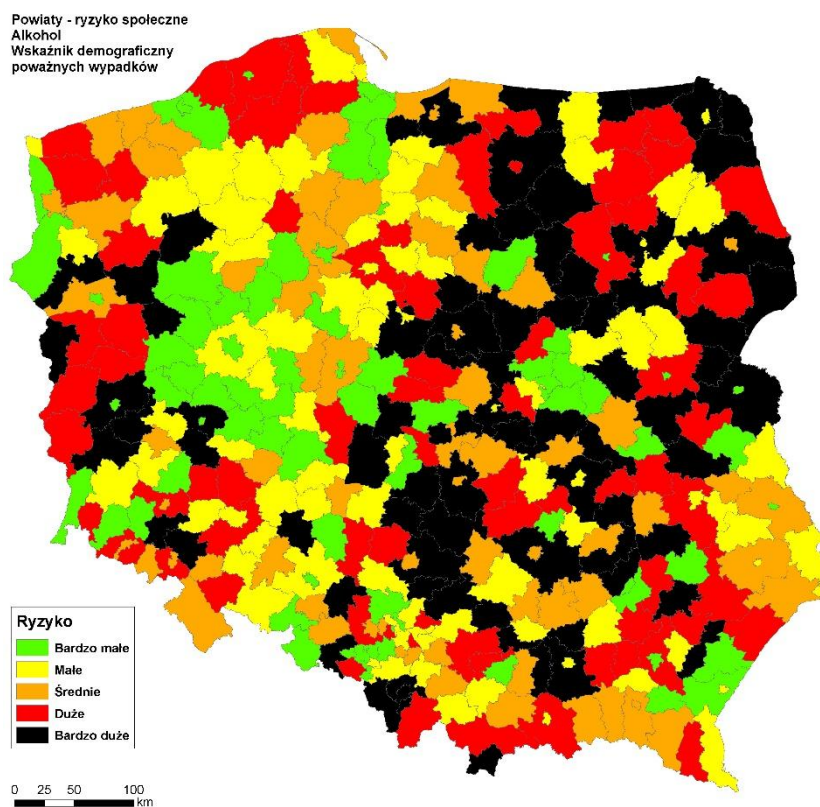 Powiaty - ryzyko społeczne
Alkohol
Wskaźnik demograficzny
poważnych wypadków
Ryzyko
Bardzo małe
Małe
Średnie
Duże
Bardzo duże
0 25 50 100
km